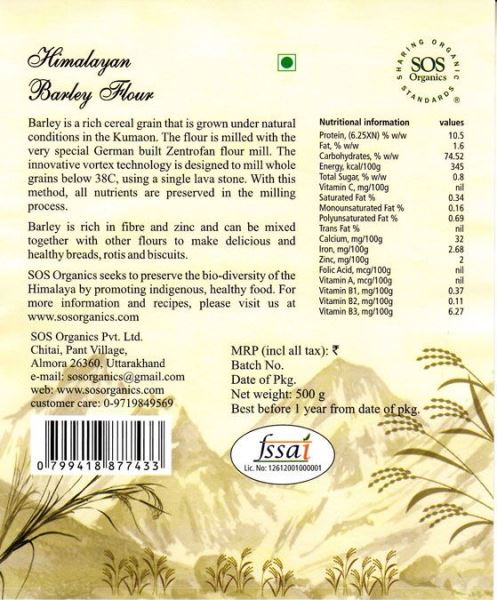 Himalayan
Barley Flour
SHARING ORGANIC
SOS
Organics
STANDARDS ®
Barley is a rich cereal grain that is grown under natural
conditions in the Kumaon. The flour is milled with the
very special German built Zentrofan flour mill. The
innovative vortex technology is designed to mill whole
grains below 38C, using a single lava stone. With this
method, all nutrients are preserved in the milling
process.
Barley is rich in fibre and zinc and can be mixed
together with other flours to make delicious and
healthy breads, rotis and biscuits.
SOS Organics seeks to preserve the bio-diversity of the
Himalaya by promoting indigenous, healthy food. For
more information and recipes, please visit us at
www.sosorganics.com
Nutritional information values
Protein, (6.25XN) % w/w 10.5
Fat, % w/w 1.6
Carbohydrates, % w/w 74.52
Energy, kcal/100g 345
Total Sugar, % w/w 0.8
Vitamin C, mg/100g nil
Saturated Fat % 0.34
Monounsaturated Fat % 0.16
Polyunsaturated Fat % 0.69
Trans Fat % nil
Calcium, mg/100g 32
Iron, mg/100g 2.68
Zinc, mg/100g 2
Folic Acid, mcg/100g nil
Vitamin A, mcg/100g nil
Vitamin B1, mg/100g 0.37
Vitamin B2, mg/100g 0.11
Vitamin B3, mg/100g 6.27
SOS Organics Pvt. Ltd.
Chitai, Pant Village,
Almora 26360, Uttarakhand
e-mail: sosorganics@gmail.com
web: www.sosorganics.com
customer care: 0-9719849569
MRP (incl all tax): ₹
Batch No.
Date of Pkg.
Net weight: 500 g
Best before 1 year from date of pkg.
0 799418 877433
fssai
Lic. No: 12612001000001